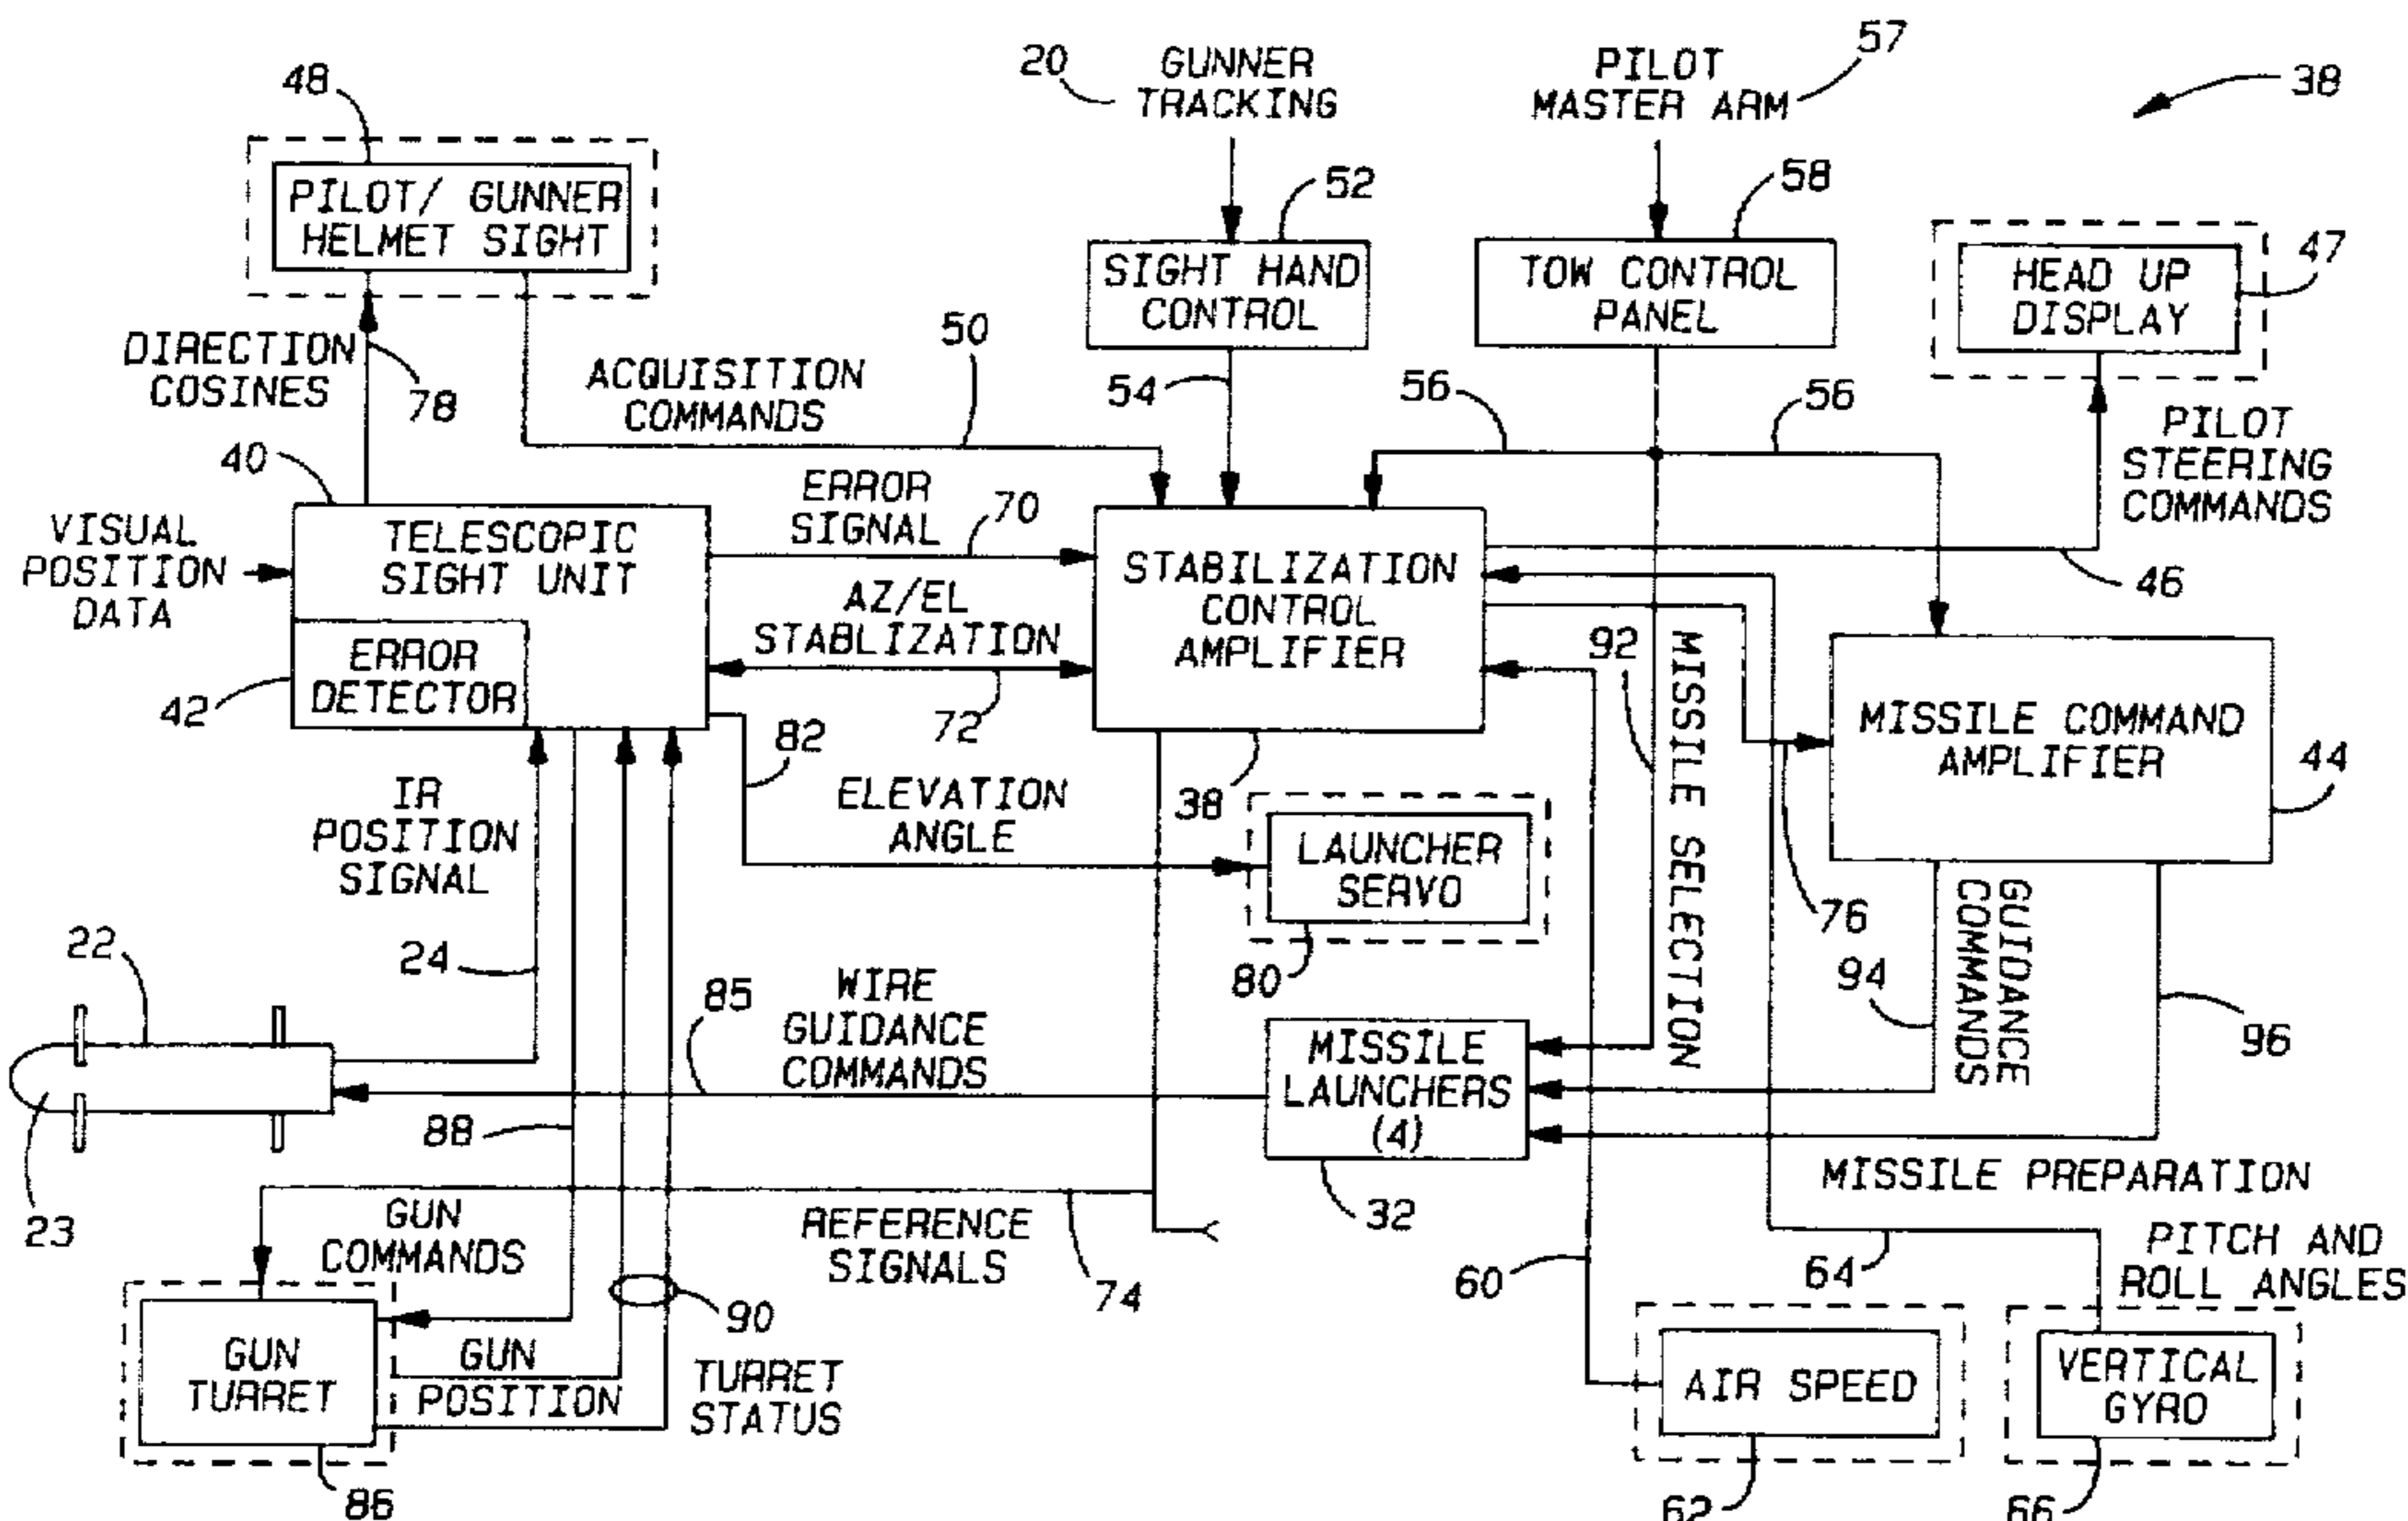 57
20
GUNNER
TRACKING
PILOT
MASTER ARM
38
48
PILOT/ GUNNER
HELMET SIGHT
52
SIGHT HAND
CONTROL
58
TOW CONTROL
PANEL
47
HEAD UP
DISPLAY
DIRECTION
COSINES
78
50
ACQUISITION
COMMANDS
54
56
56
PILOT
STEERING
COMMANDS
40
VISUAL
POSITION
DATA
TELESCOPIC
SIGHT UNIT
ERROR
SIGNAL
70
STABILIZATION
CONTROL
AMPLIFIER
46
AZ/EL
STABLIZATION
72
ERROR
DETECTOR
42
92
MISSILE SELECTION
MISSILE COMMAND
AMPLIFIER
44
82
38
IR
POSITION
SIGNAL
ELEVATION
ANGLE
LAUNCHER
SERVO
80
76
GUIDANCE
COMMANDS
94
96
22
24
85
WIRE
GUIDANCE
COMMANDS
MISSILE
LAUNCHERS
(4)
32
88
23
MISSILE PREPARATION
GUN
COMMANDS
REFERENCE
SIGNALS
74
60
64
PITCH AND
ROLL ANGLES
90
GUN
TURRET
GUN
POSITION
TURRET
STATUS
AIR SPEED
VERTICAL
GYRO
86
62
66